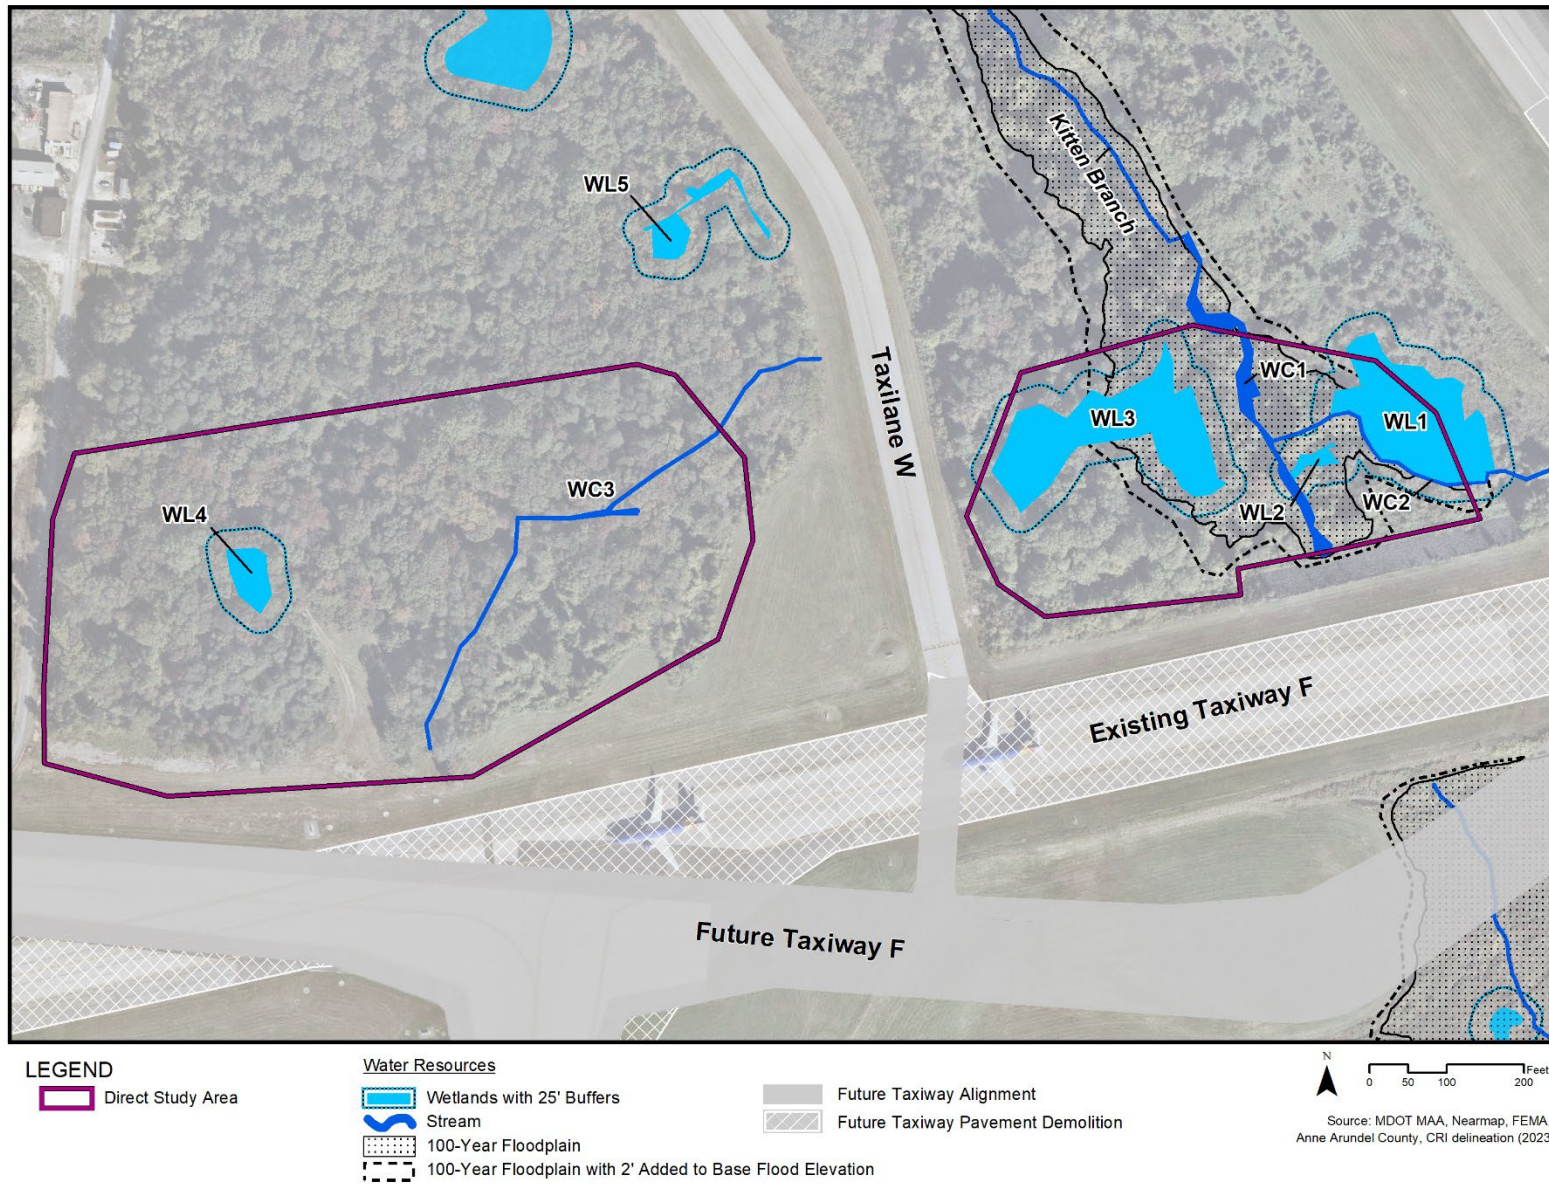 Kitten Branch
WL5
Taxilane W
WC1
WL3
WL1
WC3
WL4
WL2
WC2
Existing Taxiway F
Future Taxiway F
LEGEND
Direct Study Area
Water Resources
Wetlands with 25' Buffers
Stream
100-Year Floodplain
100-Year Floodplain with 2' Added to Base Flood Elevation
Future Taxiway Alignment
Future Taxiway Pavement Demolition
N
Feet
0 50 100 200
Source: MDOT MAA, Nearmap, FEMA,
Anne Arundel County, CRI delineation (2023